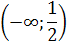 (-∞; 1/2)